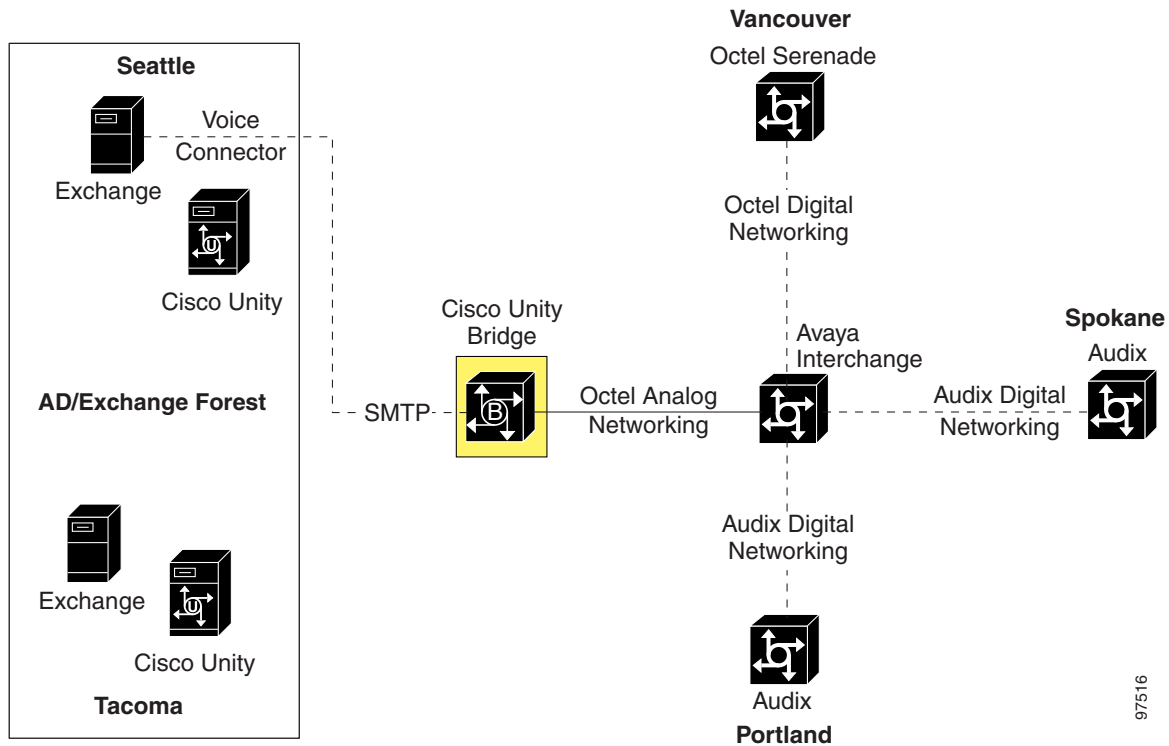 Vancouver
Octel Serenade
Seattle
Voice
Connector
Exchange
Cisco Unity
U
Octel Digital
Networking
Cisco Unity
Bridge
B
Avaya
Interchange
Spokane
Audix
AD/Exchange Forest
SMTP
Octel Analog
Networking
Audix Digital
Networking
Audix Digital
Networking
Exchange
U
Cisco Unity
Tacoma
Audix
Portland
97516